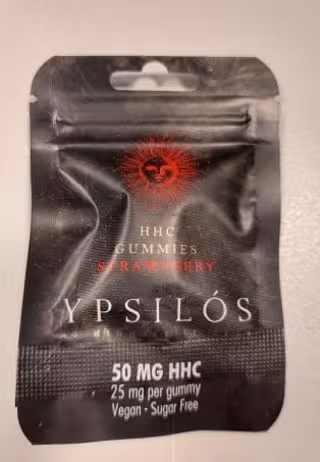 HHC
GUMMIES
STRAWBERRY
YPSILÓS
50 MG HHC
25 mg per gummy
Vegan - Sugar Free